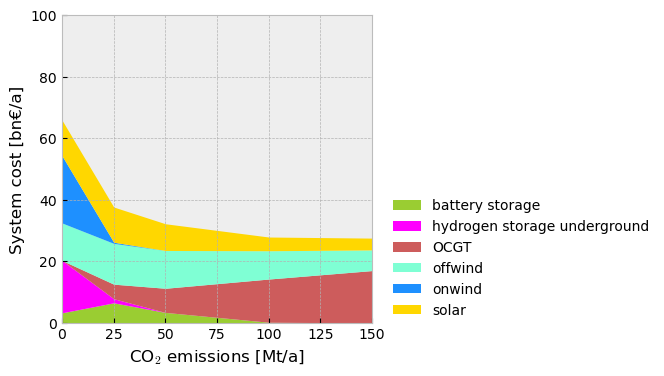 100
80
60
40
20
0
System cost [bn€/a]
0 25 50 75 100 125 150
CO₂ emissions [Mt/a]
battery storage
hydrogen storage underground
OCGT
offwind
onwind
solar